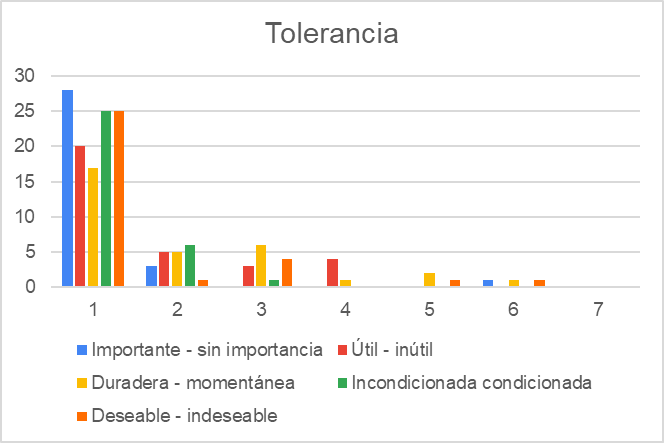 Tolerancia
30
25
20
15
10
5
0
1 2 3 4 5 6 7
Importante - sin importancia Útil - inútil
Duradera - momentánea Incondicionada condicionada
Deseable - indeseable